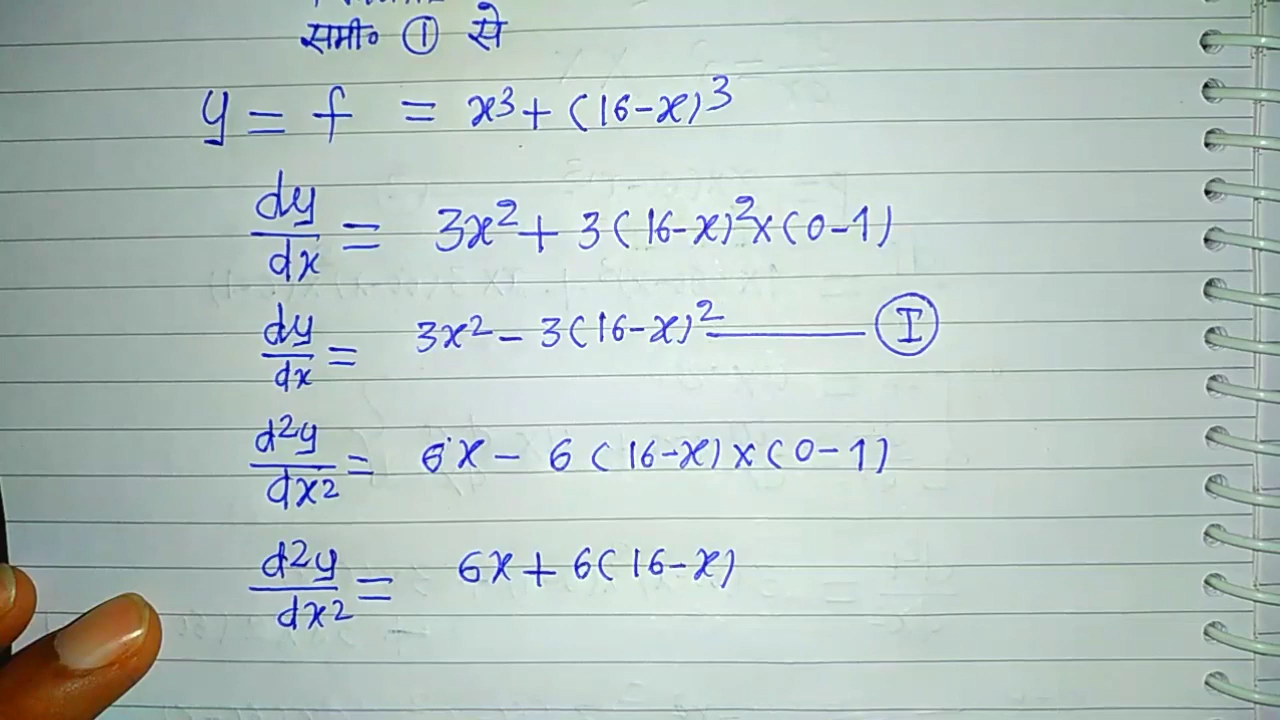 समी० ① से
y = f = x³ + (16-x)³
dy/dx = 3x² + 3(16-x)² × (0-1)
dy/dx = 3x² - 3(16-x)² ——— Ⓘ
d²y/dx² = 6x - 6(16-x) × (0-1)
d²y/dx² = 6x + 6(16-x)